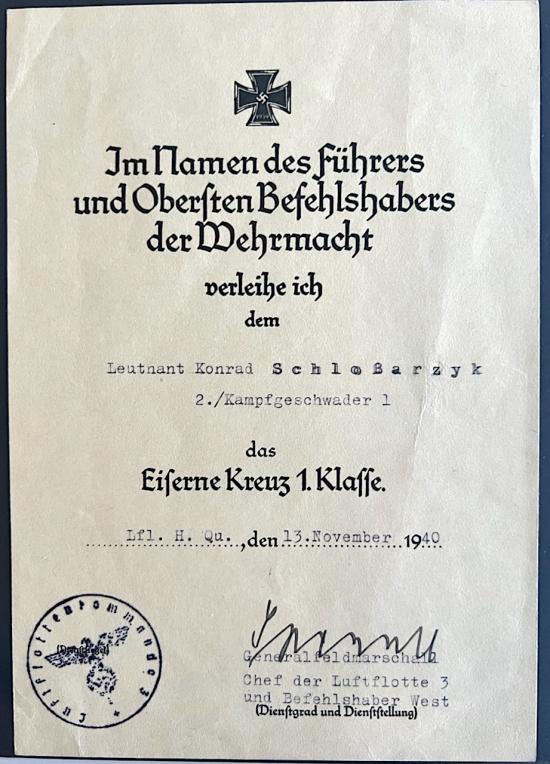 1939
Im Namen des Führers
und Obersten Befehlshabers
der Wehrmacht
verleihe ich
dem
Leutnant Konrad Schloßarzyk
2./Kampfgeschwader 1
das
Eiserne Kreuz 1. Klasse.
Lfl. H. Qu. , den 13.November 1940
Luftflottenkommando 3
(Dienstsiegel)
Generalfeldmarschall
Chef der Luftflotte 3
und Befehlshaber West
(Dienstgrad und Dienststellung)